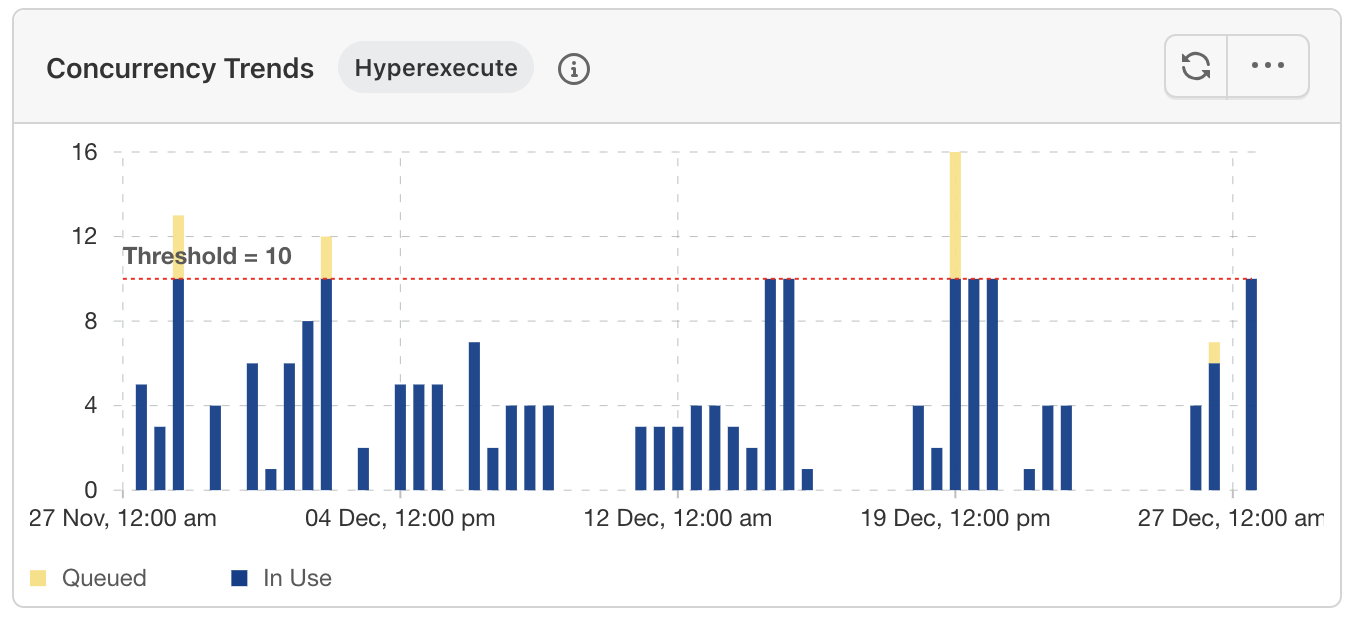 Concurrency Trends Hyperexecute
16
12
Threshold = 10
8
4
0
27 Nov, 12:00 am 04 Dec, 12:00 pm 12 Dec, 12:00 am 19 Dec, 12:00 pm 27 Dec, 12:00 am
Queued In Use